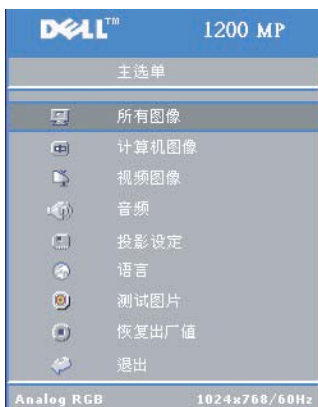 DELL™ 1200 MP
主选单
所有图像
计算机图像
视频图像
音频
投影设定
语言
测试图片
恢复出厂值
退出
Analog RGB 1024x768/60Hz